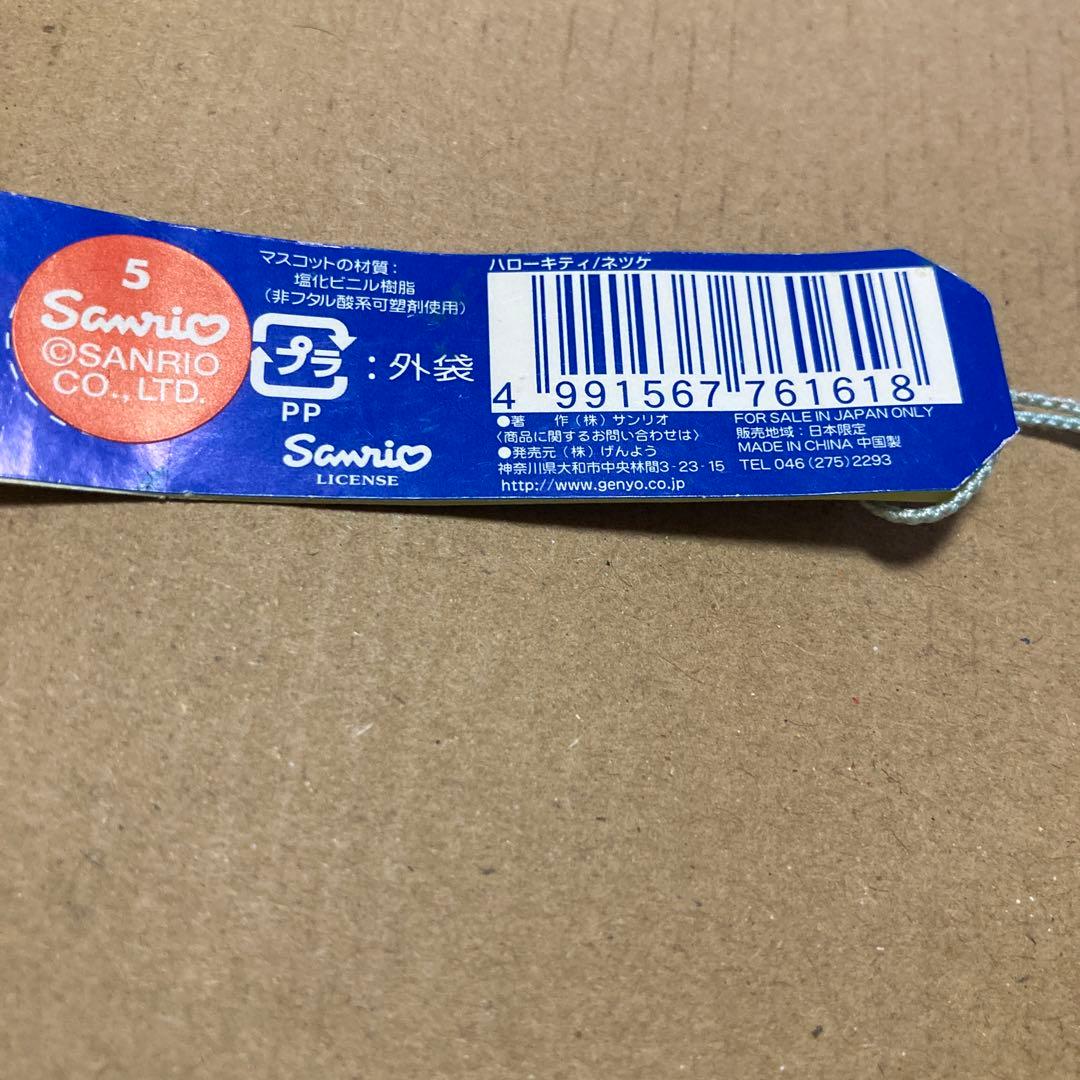 5
Sanrio
©SANRIO
CO., LTD.
マスコットの材質:
塩化ビニル樹脂
(非フタル酸系可塑剤使用)
プラ:外袋
PP
Sanrio
LICENSE
ハローキティ/ネツケ
4 991567 761618
●著 作(株)サンリオ
〈商品に関するお問い合わせは〉
●発売元(株)げんよう
神奈川県大和市中央林間3-23-15
http://www.genyo.co.jp
FOR SALE IN JAPAN ONLY
販売地域:日本限定
MADE IN CHINA 中国製
TEL 046(275)2293